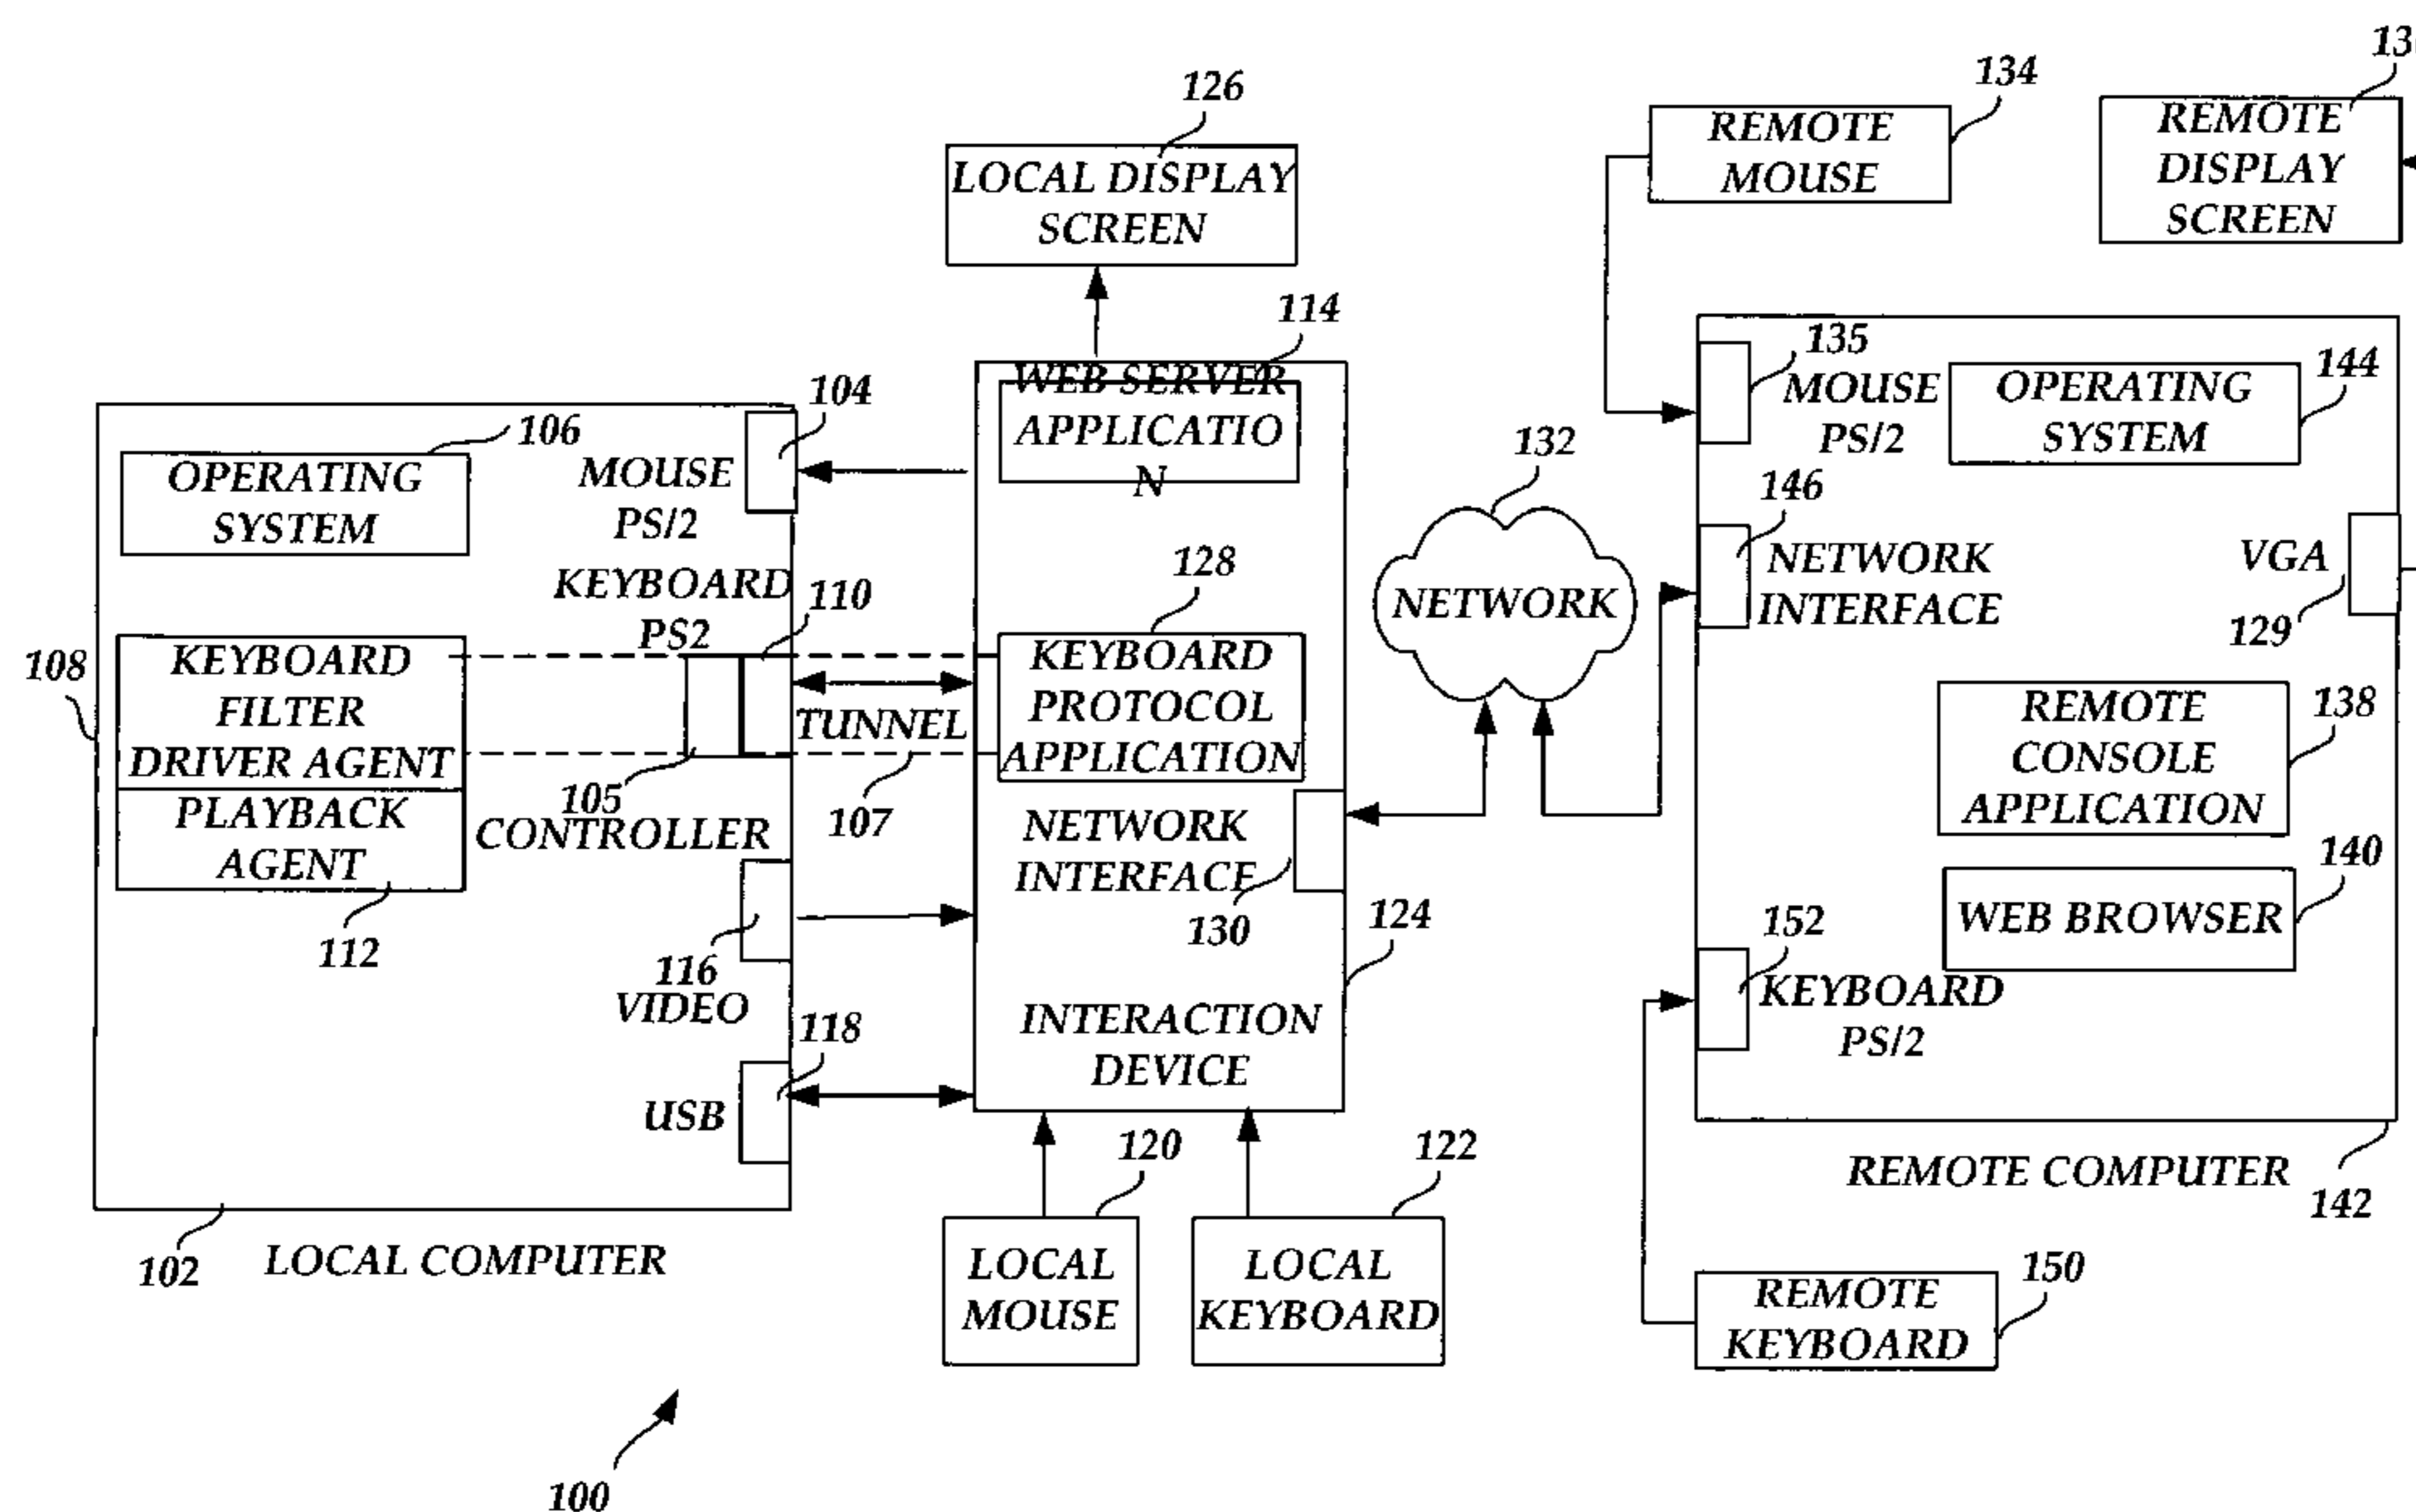 126
LOCAL DISPLAY
SCREEN
134
REMOTE
MOUSE
REMOTE
DISPLAY
SCREEN
102
LOCAL COMPUTER
106
OPERATING
SYSTEM
104
MOUSE
PS/2
KEYBOARD
PS2
110
108
KEYBOARD
FILTER
DRIVER AGENT
PLAYBACK
AGENT
112
105
CONTROLLER
TUNNEL
107
116
VIDEO
118
USB
114
WEB SERVER
APPLICATIO
N
128
KEYBOARD
PROTOCOL
APPLICATION
NETWORK
INTERFACE
130
124
INTERACTION
DEVICE
120
LOCAL
MOUSE
122
LOCAL
KEYBOARD
132
NETWORK
135
MOUSE
PS/2
144
OPERATING
SYSTEM
146
NETWORK
INTERFACE
VGA
129
REMOTE
CONSOLE
APPLICATION
138
140
WEB BROWSER
152
KEYBOARD
PS/2
REMOTE COMPUTER
142
150
REMOTE
KEYBOARD
100